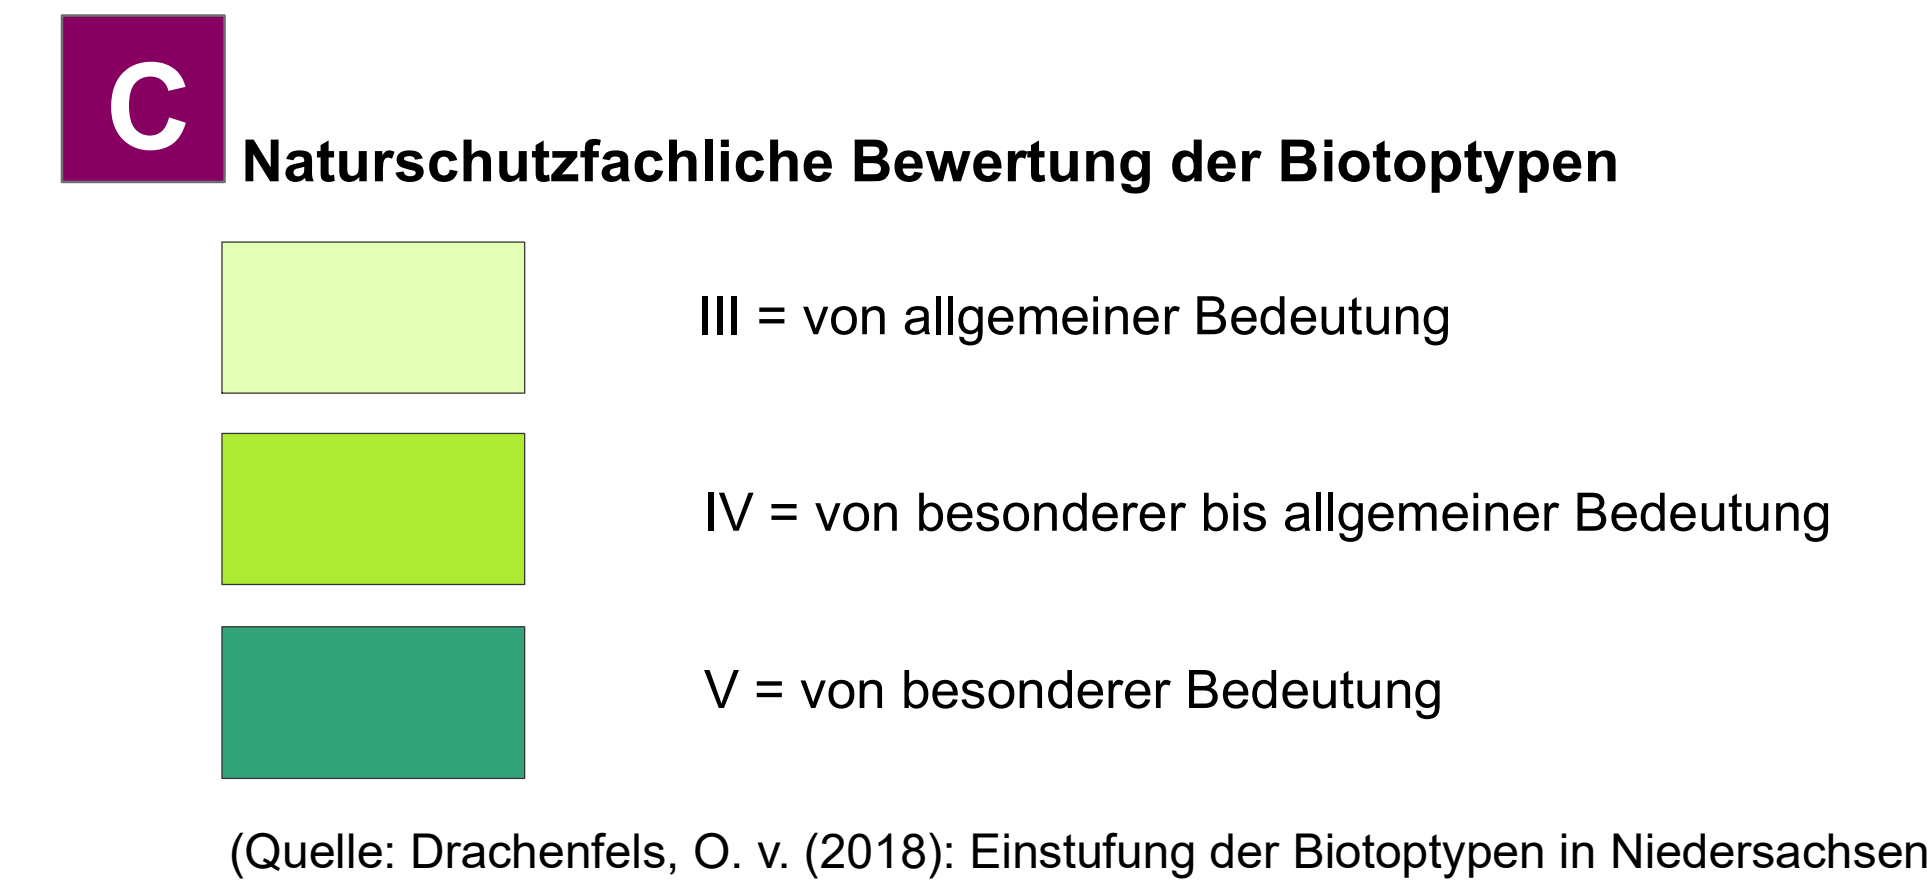 C
Naturschutzfachliche Bewertung der Biotoptypen
III = von allgemeiner Bedeutung
IV = von besonderer bis allgemeiner Bedeutung
V = von besonderer Bedeutung
(Quelle: Drachenfels, O. v. (2018): Einstufung der Biotoptypen in Niedersachsen